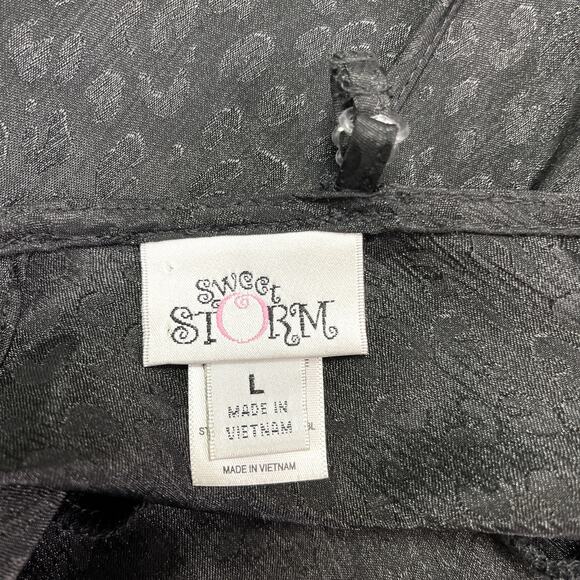 sweet
STORM
L
MADE IN
VIETNAM
MADE IN VIETNAM